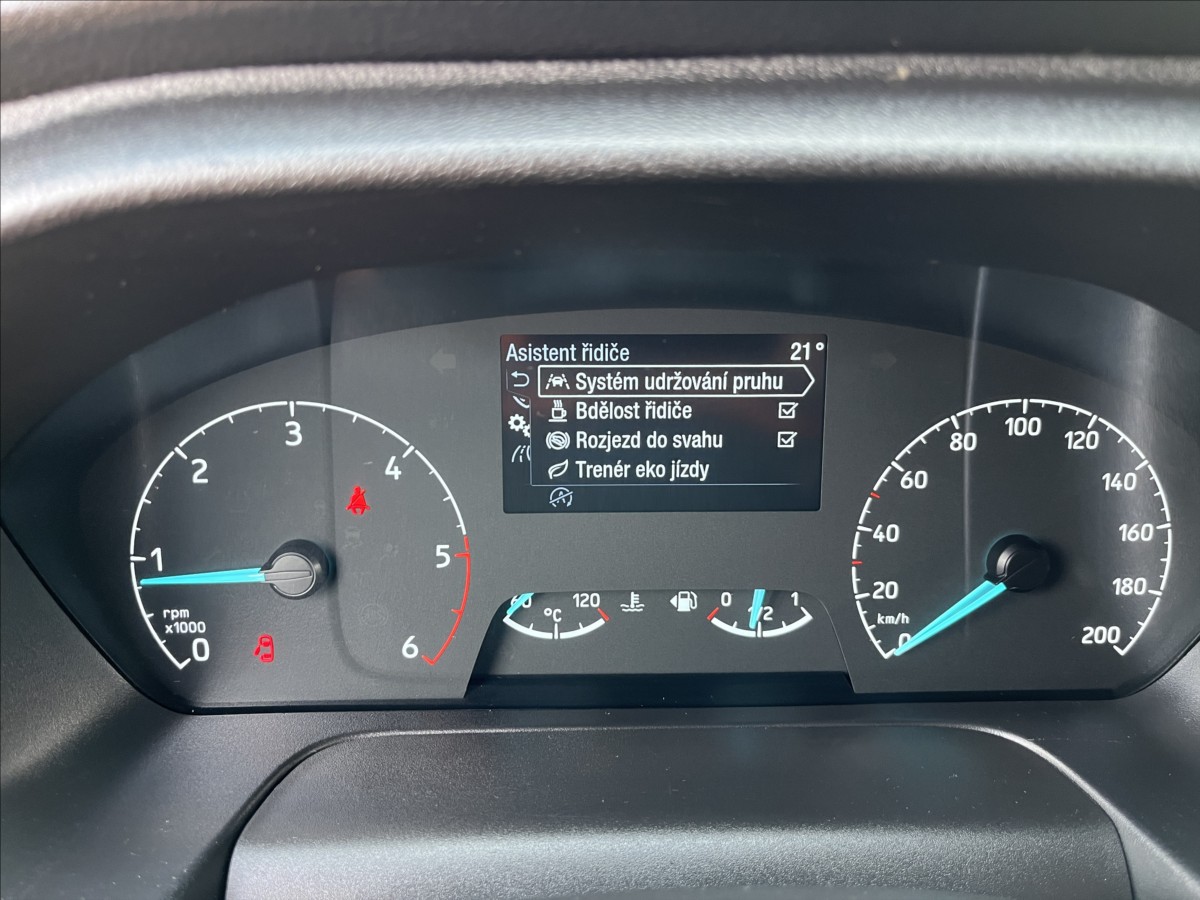 Asistent řidiče 21°
Systém udržování pruhu
Bdělost řidiče
Rozjezd do svahu
Trenér eko jízdy
0
1
2
3
4
5
6
rpm
x1000
60
120
°C
0
1/2
1
0
20
40
60
80
100
120
140
160
180
200
km/h